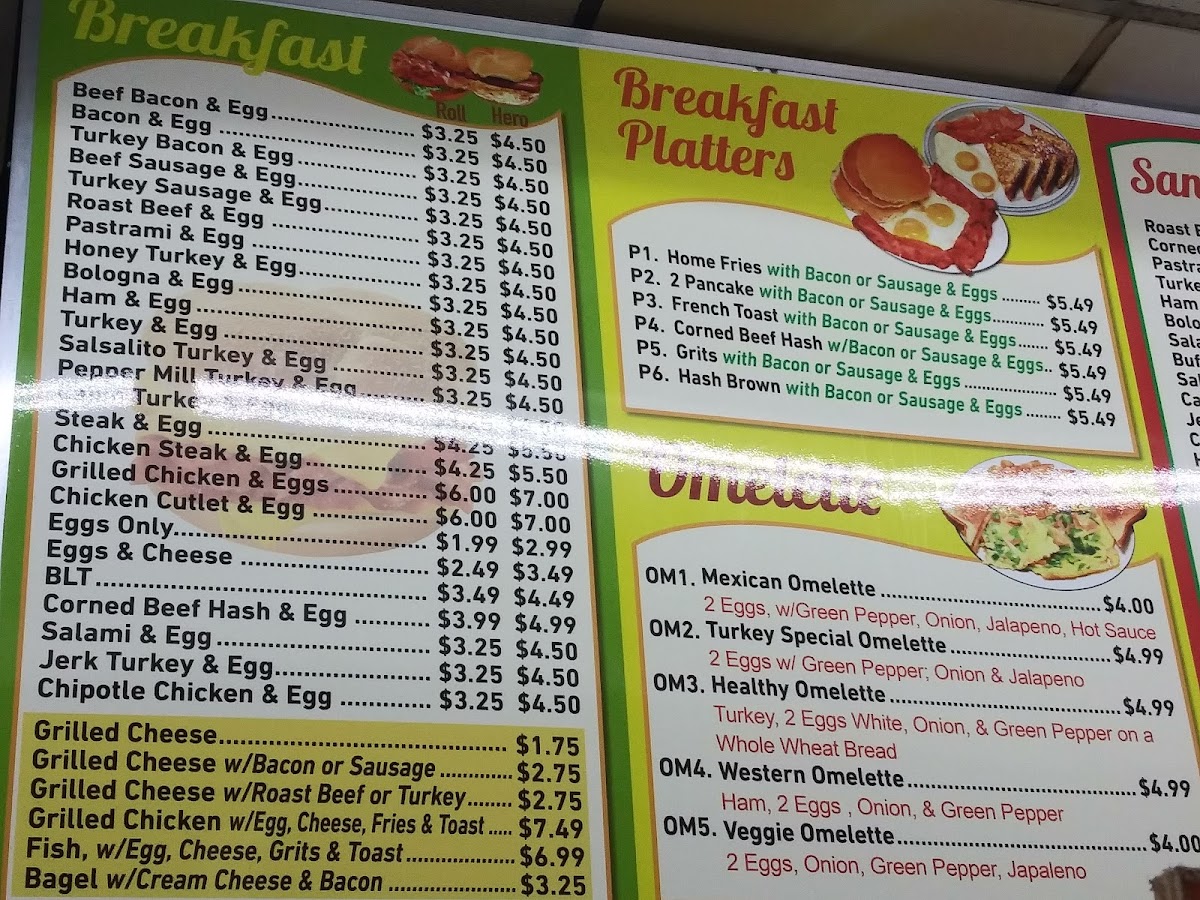 Breakfast
Roll Hero
Beef Bacon & Egg.................... $3.25 $4.50
Bacon & Egg ........................... $3.25 $4.50
Turkey Bacon & Egg................. $3.25 $4.50
Beef Sausage & Egg................. $3.25 $4.50
Turkey Sausage & Egg.............. $3.25 $4.50
Roast Beef & Egg ..................... $3.25 $4.50
Pastrami & Egg ........................ $3.25 $4.50
Honey Turkey & Egg.................. $3.25 $4.50
Bologna & Egg.......................... $3.25 $4.50
Ham & Egg ............................... $3.25 $4.50
Turkey & Egg ............................ $3.25 $4.50
Salsalito Turkey & Egg .............. $3.25 $4.50
Pepper Mill Turkey & Egg.......... $3.25 $4.50
Turkey
Steak & Egg .............................. $4.25 $5.50
Chicken Steak & Egg................. $4.25 $5.50
Grilled Chicken & Eggs ............. $6.00 $7.00
Chicken Cutlet & Egg ................ $6.00 $7.00
Eggs Only................................. $1.99 $2.99
Eggs & Cheese ......................... $2.49 $3.49
BLT........................................... $3.49 $4.49
Corned Beef Hash & Egg ........... $3.99 $4.99
Salami & Egg............................ $3.25 $4.50
Jerk Turkey & Egg.................... $3.25 $4.50
Chipotle Chicken & Egg ............. $3.25 $4.50
Grilled Cheese................................... $1.75
Grilled Cheese w/Bacon or Sausage ............ $2.75
Grilled Cheese w/Roast Beef or Turkey........ $2.75
Grilled Chicken w/Egg, Cheese, Fries & Toast ..... $7.49
Fish, w/Egg, Cheese, Grits & Toast................ $6.99
Bagel w/Cream Cheese & Bacon .................. $3.25
Breakfast
Platters
P1. Home Fries with Bacon or Sausage & Eggs ......... $5.49
P2. 2 Pancake with Bacon or Sausage & Eggs............ $5.49
P3. French Toast with Bacon or Sausage & Eggs....... $5.49
P4. Corned Beef Hash w/Bacon or Sausage & Eggs.. $5.49
P5. Grits with Bacon or Sausage & Eggs..................... $5.49
P6. Hash Brown with Bacon or Sausage & Eggs ........ $5.49
Omelette
OM1. Mexican Omelette...................................$4.00
2 Eggs, w/Green Pepper, Onion, Jalapeno, Hot Sauce
OM2. Turkey Special Omelette.........................$4.99
2 Eggs w/ Green Pepper; Onion & Jalapeno
OM3. Healthy Omelette...................................$4.99
Turkey, 2 Eggs White, Onion, & Green Pepper on a
Whole Wheat Bread
OM4. Western Omelette...................................$4.99
Ham, 2 Eggs , Onion, & Green Pepper
OM5. Veggie Omelette.....................................$4.00
2 Eggs, Onion, Green Pepper, Japaleno
San
Roast
Corne
Pastra
Turke
Ham
Bolo
Sala